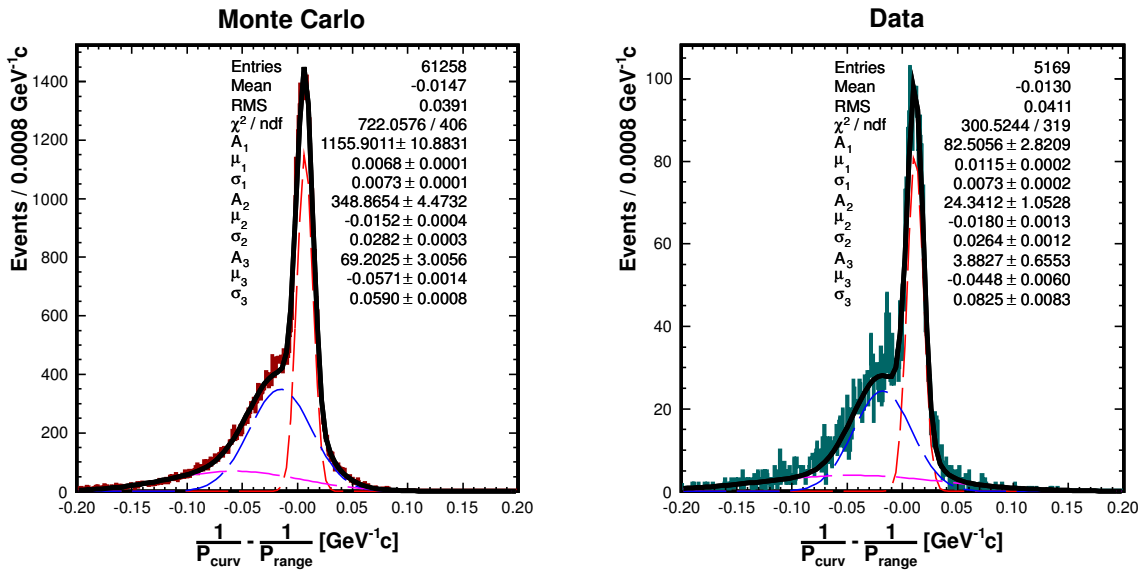 Monte Carlo
Events / 0.0008 GeV⁻¹c
1400
1200
1000
800
600
400
200
0
Entries 61258
Mean -0.0147
RMS 0.0391
χ² / ndf 722.0576 / 406
A₁ 1155.9011 ± 10.8831
μ₁ 0.0068 ± 0.0001
σ₁ 0.0073 ± 0.0001
A₂ 348.8654 ± 4.4732
μ₂ -0.0152 ± 0.0004
σ₂ 0.0282 ± 0.0003
A₃ 69.2025 ± 3.0056
μ₃ -0.0571 ± 0.0014
σ₃ 0.0590 ± 0.0008
-0.20 -0.15 -0.10 -0.05 -0.00 0.05 0.10 0.15 0.20
1/P_curv - 1/P_range [GeV⁻¹c]
Data
Events / 0.0008 GeV⁻¹c
100
80
60
40
20
0
Entries 5169
Mean -0.0130
RMS 0.0411
χ² / ndf 300.5244 / 319
A₁ 82.5056 ± 2.8209
μ₁ 0.0115 ± 0.0002
σ₁ 0.0073 ± 0.0002
A₂ 24.3412 ± 1.0528
μ₂ -0.0180 ± 0.0013
σ₂ 0.0264 ± 0.0012
A₃ 3.8827 ± 0.6553
μ₃ -0.0448 ± 0.0060
σ₃ 0.0825 ± 0.0083
-0.20 -0.15 -0.10 -0.05 -0.00 0.05 0.10 0.15 0.20
1/P_curv - 1/P_range [GeV⁻¹c]